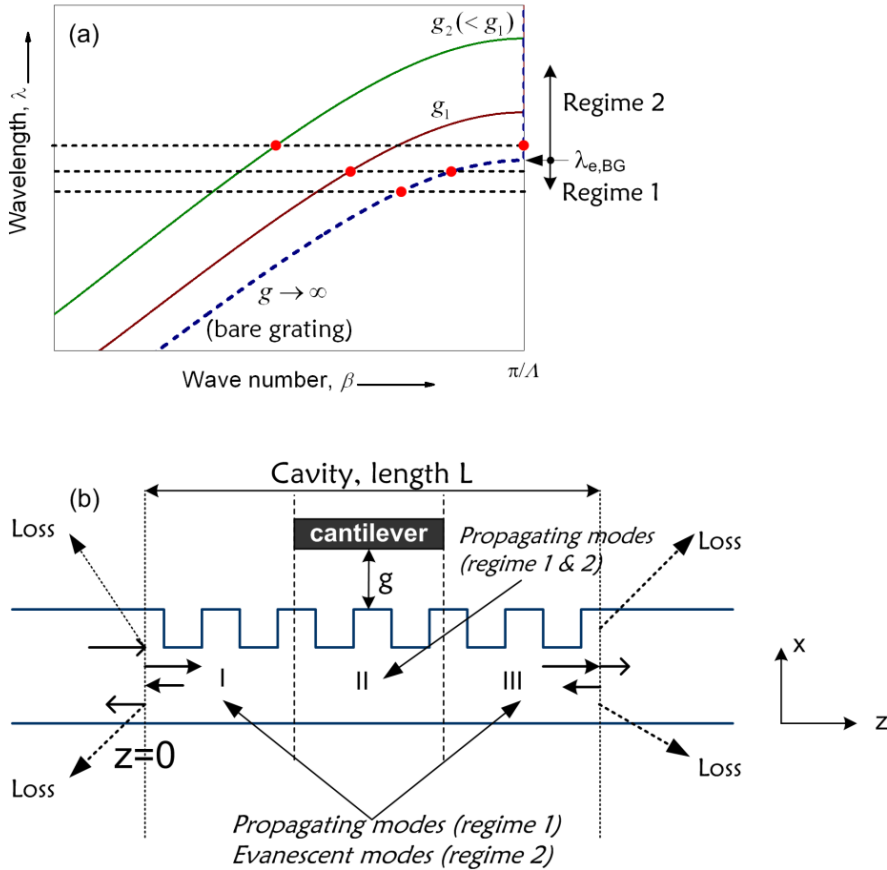 (a)
g₂(< g₁)
g₁
Regime 2
λe,BG
Regime 1
g → ∞
(bare grating)
Wavelength, λ
Wave number, β
π/Λ
Cavity, length L
(b)
Loss
cantilever
Propagating modes
(regime 1 & 2)
Loss
g
x
I
II
III
z
z=0
Loss
Loss
Propagating modes (regime 1)
Evanescent modes (regime 2)